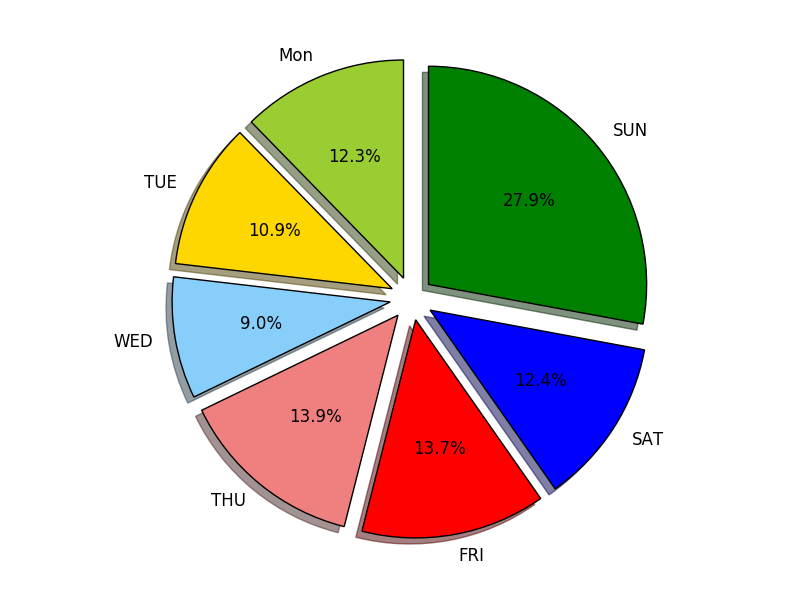 Mon
SUN
12.3%
TUE
27.9%
10.9%
9.0%
WED
12.4%
13.9%
SAT
13.7%
THU
FRI